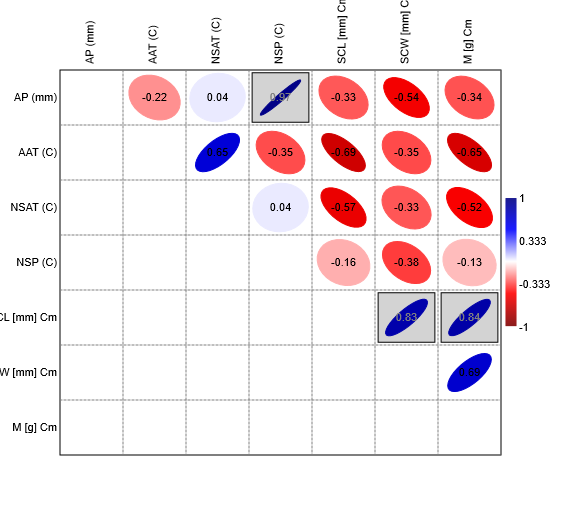 AP (mm) AAT (C) NSAT (C) NSP (C) SCL [mm] Cm SCW [mm] C M [g] Cm
AP (mm) -0.22 0.04 0.97 -0.33 -0.54 -0.34
AAT (C) 0.65 -0.35 -0.69 -0.35 -0.65
NSAT (C) 0.04 -0.57 -0.33 -0.52
NSP (C) -0.16 -0.38 -0.13
CL [mm] Cm 0.83 0.84
W [mm] Cm 0.69
M [g] Cm
1
0.333
-0.333
-1